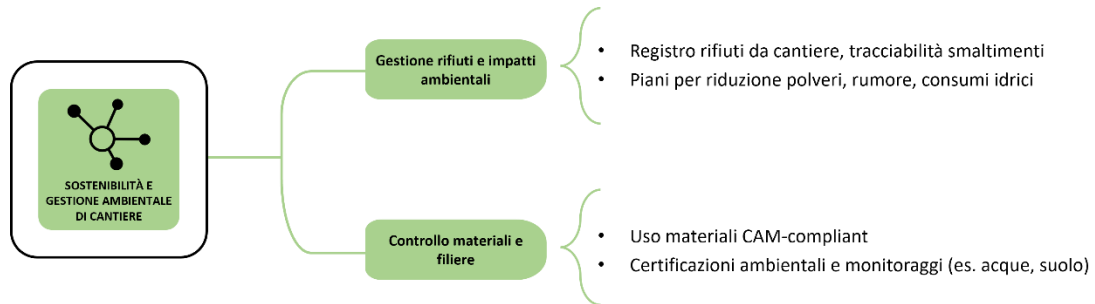 SOSTENIBILITÀ E
GESTIONE AMBIENTALE
DI CANTIERE
Gestione rifiuti e impatti
ambientali
• Registro rifiuti da cantiere, tracciabilità smaltimenti
• Piani per riduzione polveri, rumore, consumi idrici
Controllo materiali e
filiere
• Uso materiali CAM-compliant
• Certificazioni ambientali e monitoraggi (es. acque, suolo)